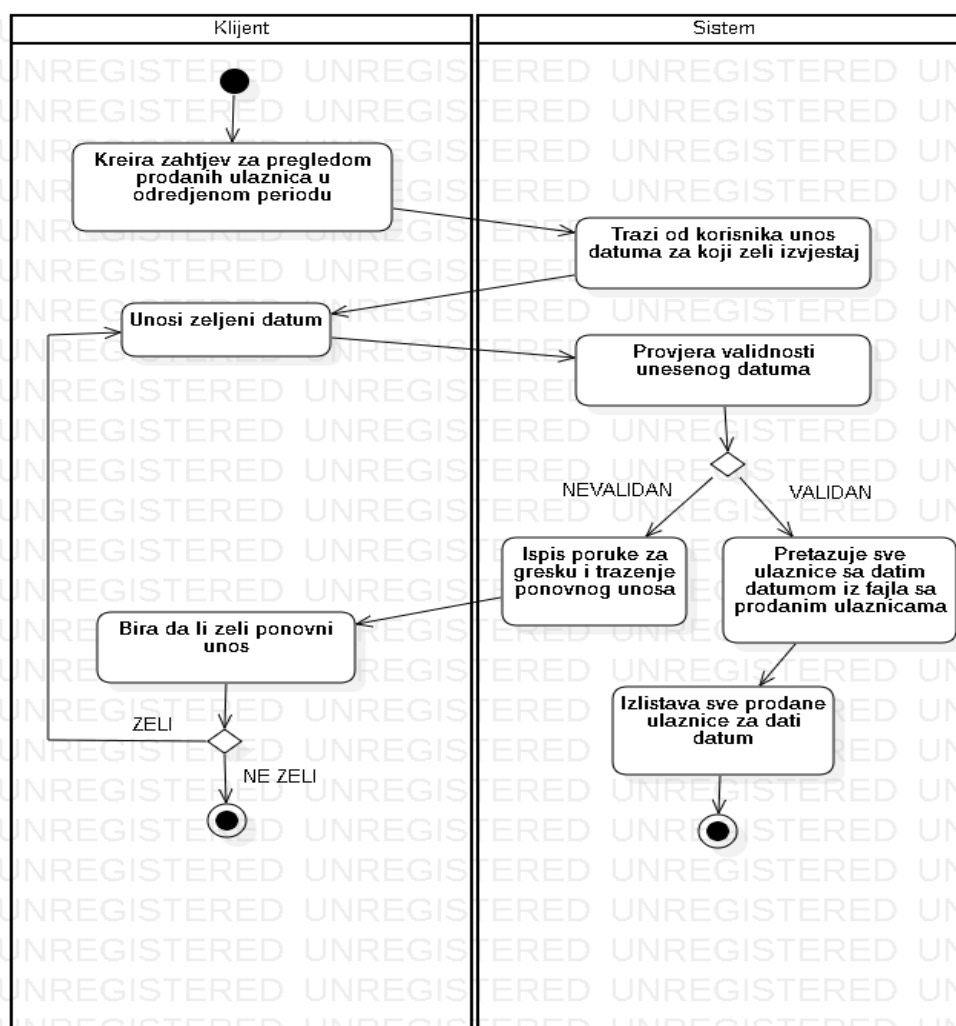 Klijent
Sistem
Kreira zahtjev za pregledom
prodanih ulaznica u
odredjenom periodu
Trazi od korisnika unos
datuma za koji zeli izvjestaj
Unosi zeljeni datum
Provjera validnosti
unesenog datuma
NEVALIDAN
VALIDAN
Ispis poruke za
gresku i trazenje
ponovnog unosa
Pretazuje sve
ulaznice sa datim
datumom iz fajla sa
prodanim ulaznicama
Bira da li zeli ponovni
unos
Izlistava sve prodane
ulaznice za dati
datum
ZELI
NE ZELI
UNREGISTERED